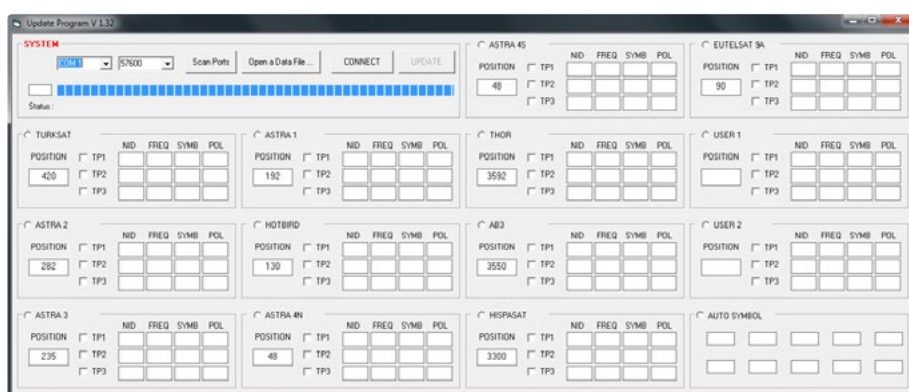 Update Program V 1.32
SYSTEM
COM 1
57600
Scan Ports
Open a Data File ...
CONNECT
UPDATE
Status :
ASTRA 4S
NID FREQ SYMB POL
POSITION TP1
48 TP2
TP3
EUTELSAT 9A
NID FREQ SYMB POL
POSITION TP1
90 TP2
TP3
TURKSAT
NID FREQ SYMB POL
POSITION TP1
420 TP2
TP3
ASTRA 1
NID FREQ SYMB POL
POSITION TP1
192 TP2
TP3
THOR
NID FREQ SYMB POL
POSITION TP1
3592 TP2
TP3
USER 1
NID FREQ SYMB POL
POSITION TP1
TP2
TP3
ASTRA 2
NID FREQ SYMB POL
POSITION TP1
282 TP2
TP3
HOTBIRD
NID FREQ SYMB POL
POSITION TP1
130 TP2
TP3
AB3
NID FREQ SYMB POL
POSITION TP1
3550 TP2
TP3
USER 2
NID FREQ SYMB POL
POSITION TP1
TP2
TP3
ASTRA 3
NID FREQ SYMB POL
POSITION TP1
235 TP2
TP3
ASTRA 4N
NID FREQ SYMB POL
POSITION TP1
48 TP2
TP3
HISPASAT
NID FREQ SYMB POL
POSITION TP1
3300 TP2
TP3
AUTO SYMBOL